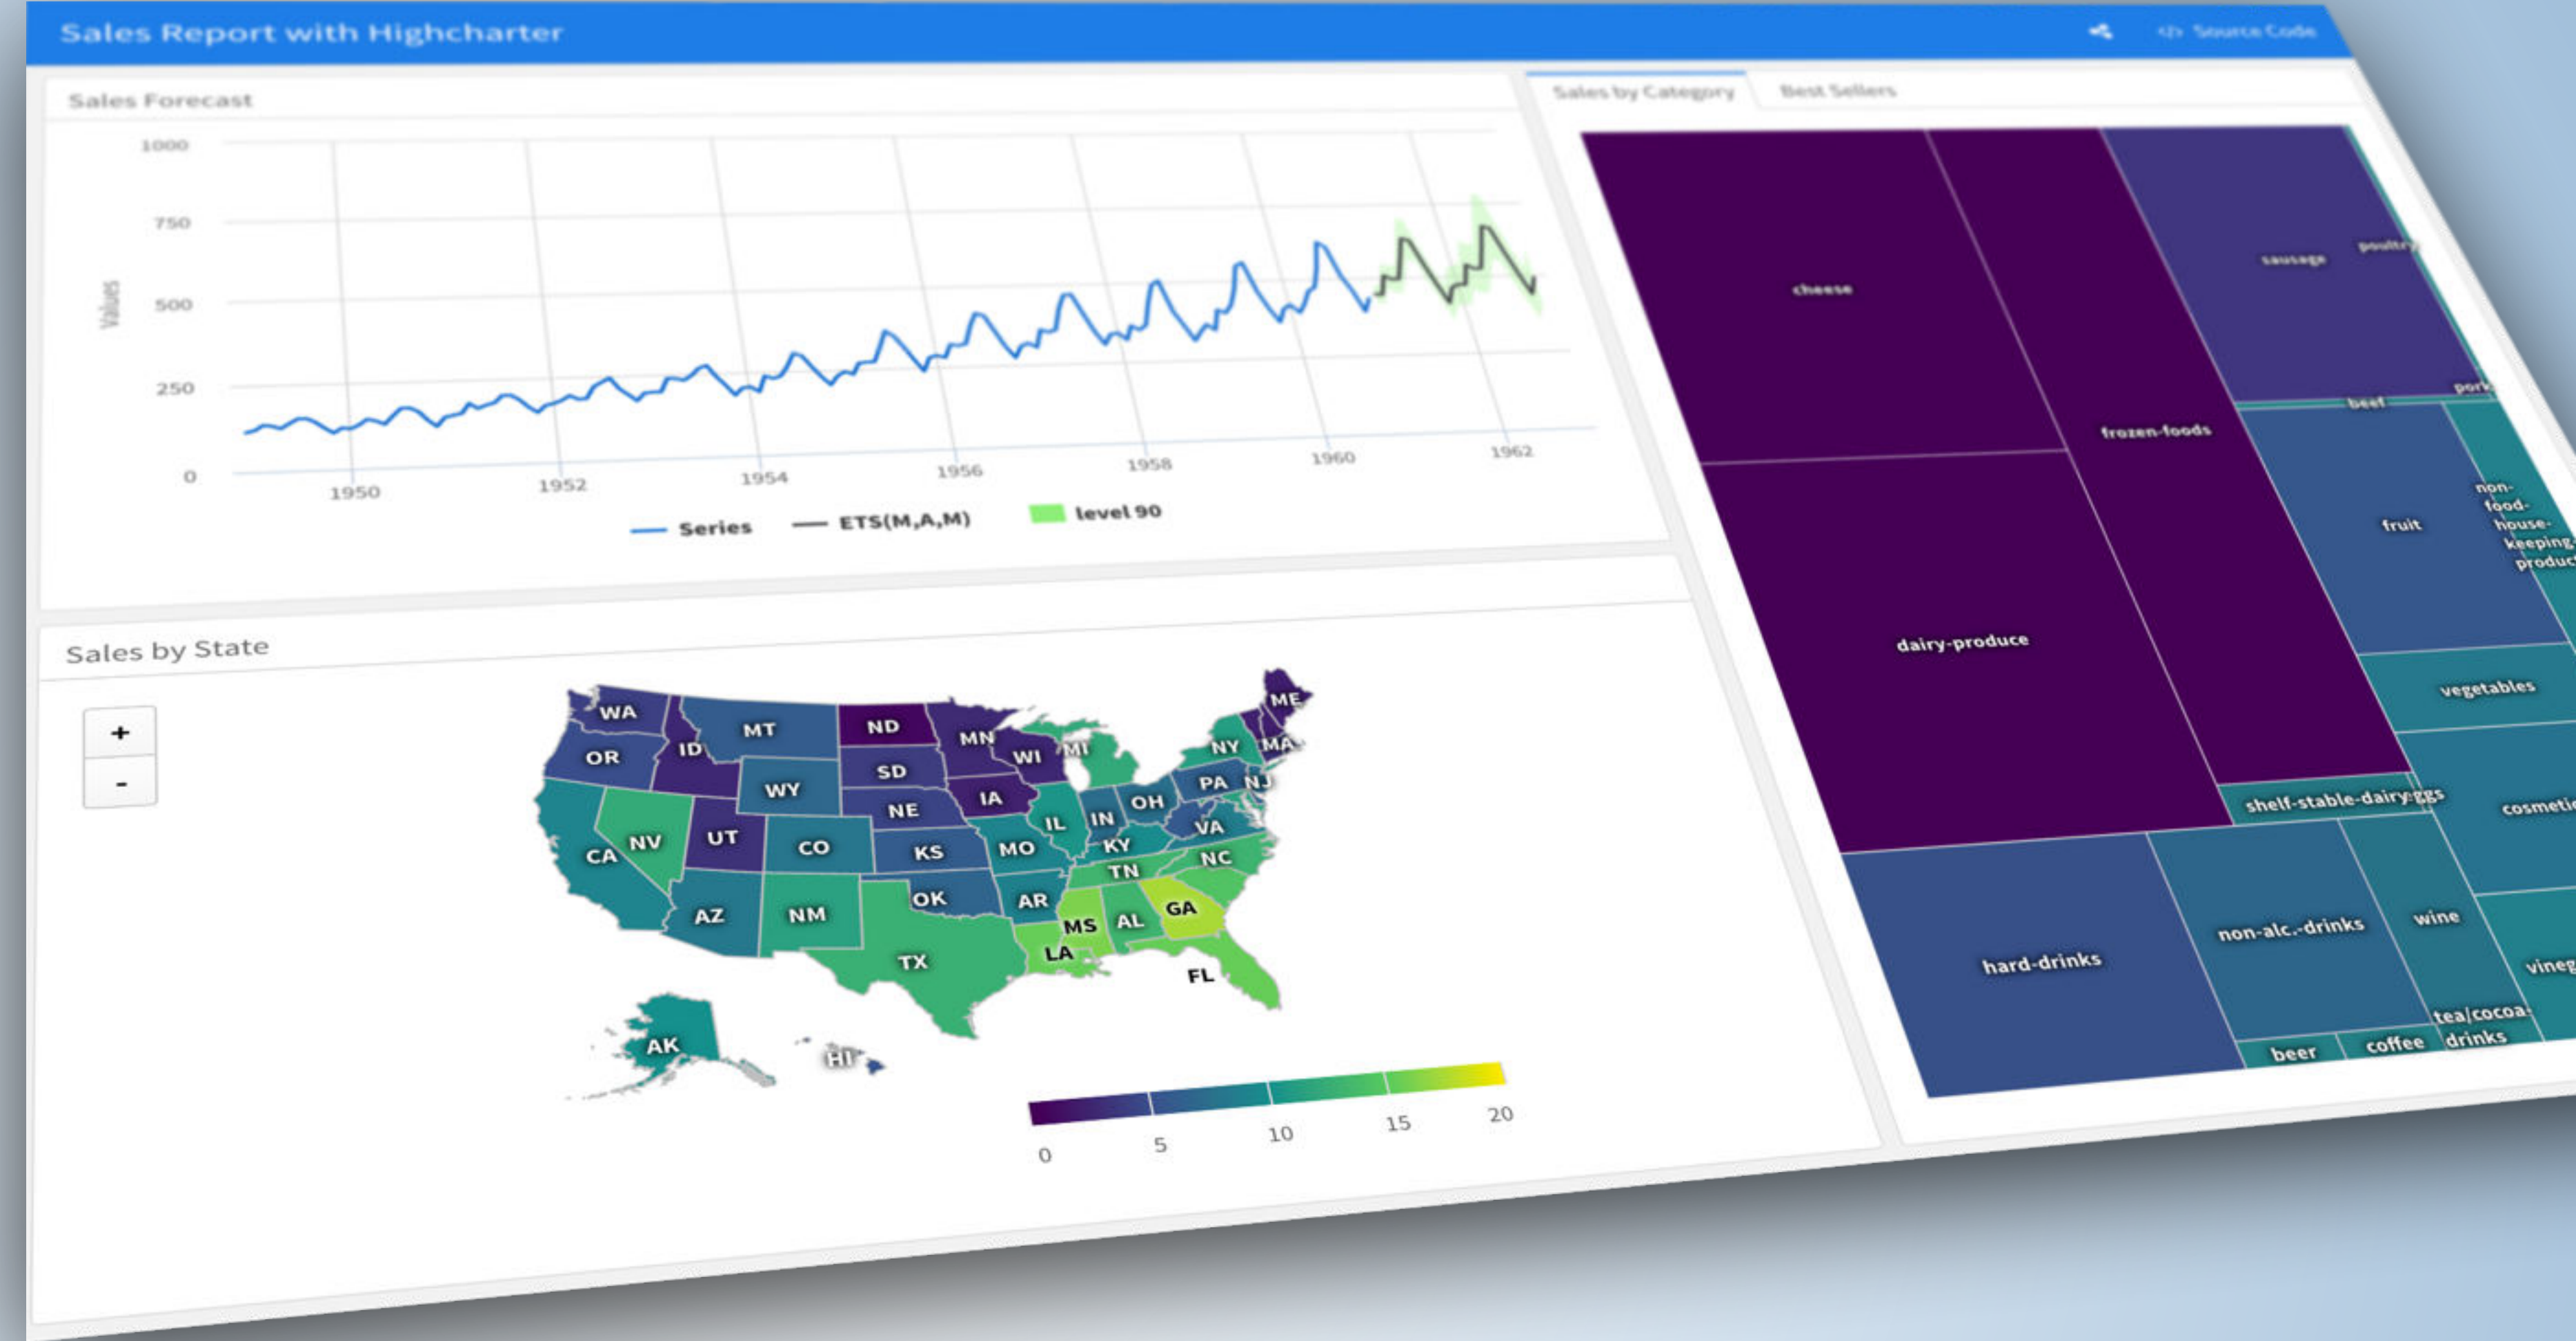 Sales Report with Highcharter
Source Code
Sales Forecast
1000
750
500
250
0
Values
1950
1952
1954
1956
1958
1960
1962
Series
ETS(M,A,M)
level 90
Sales by State
+
-
WA
MT
ND
MN
ME
OR
ID
SD
WI
MI
NY
MA
WY
NE
IA
PA
NJ
NV
UT
CO
KS
MO
IL
IN
OH
VA
CA
KY
NC
TN
AZ
NM
OK
AR
MS
AL
GA
TX
LA
FL
AK
HI
0
5
10
15
20
Sales by Category
Best Sellers
cheese
sausage
poultry
pork
beef
frozen-foods
fruit
non-
food-
house-
keeping
produc
dairy-produce
vegetables
shelf-stable-dairy
eggs
cosmetic
hard-drinks
non-alc.-drinks
wine
vineg
tea/cocoa-
drinks
beer
coffee